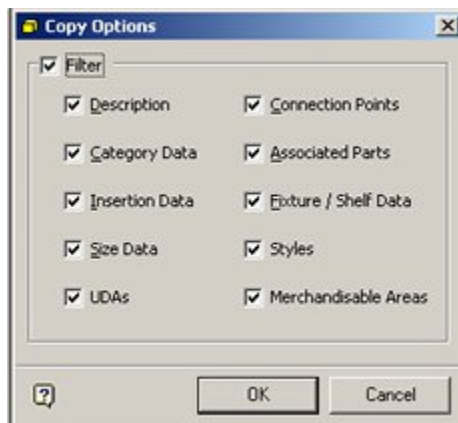 Copy Options
Filter
Description Connection Points
Category Data Associated Parts
Insertion Data Fixture / Shelf Data
Size Data Styles
UDAs Merchandisable Areas
OK Cancel